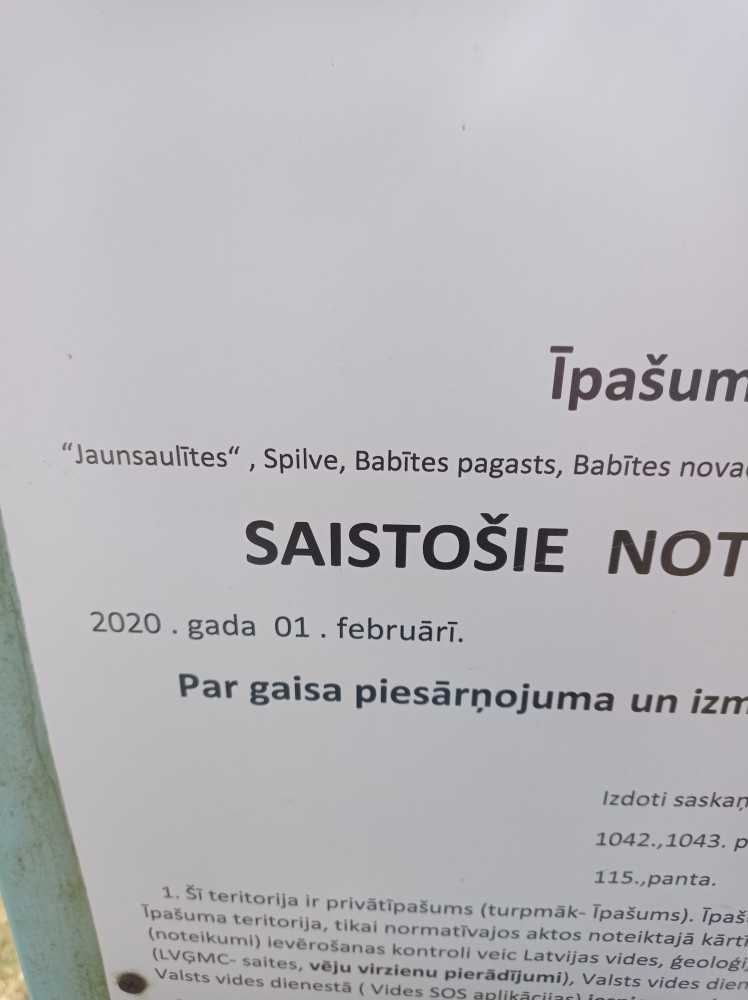 Īpašum
“Jaunsaulītes“ , Spilve, Babītes pagasts, Babītes nova
SAISTOŠIE NOT
2020 . gada 01 . februārī.
Par gaisa piesārņojuma un izm
Izdoti saskaņ
1042.,1043. p
115.,panta.
1. Šī teritorija ir privātīpašums (turpmāk- Īpašums). Īpaš
Īpašuma teritorija, tikai normatīvajos aktos noteiktajā kārtī
(noteikumi) ievērošanas kontroli veic Latvijas vides, ģeoloģi
(LVĢMC- saites, vēju virzienu pierādījumi), Valsts vides dien
Valsts vides dienestā ( Vides SOS aplikācijas)